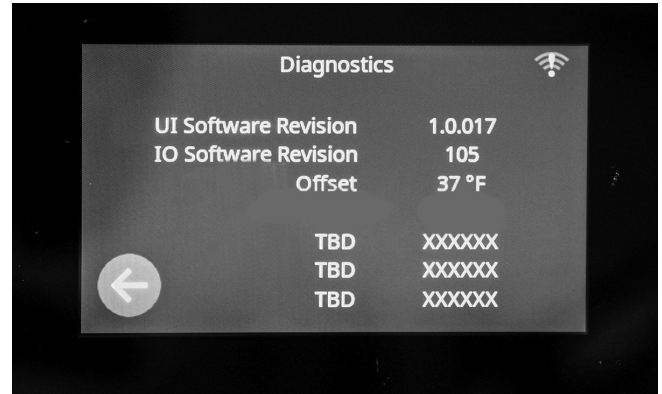 Diagnostics
UI Software Revision 1.0.017
IO Software Revision 105
Offset 37 °F
TBD XXXXXX
TBD XXXXXX
TBD XXXXXX